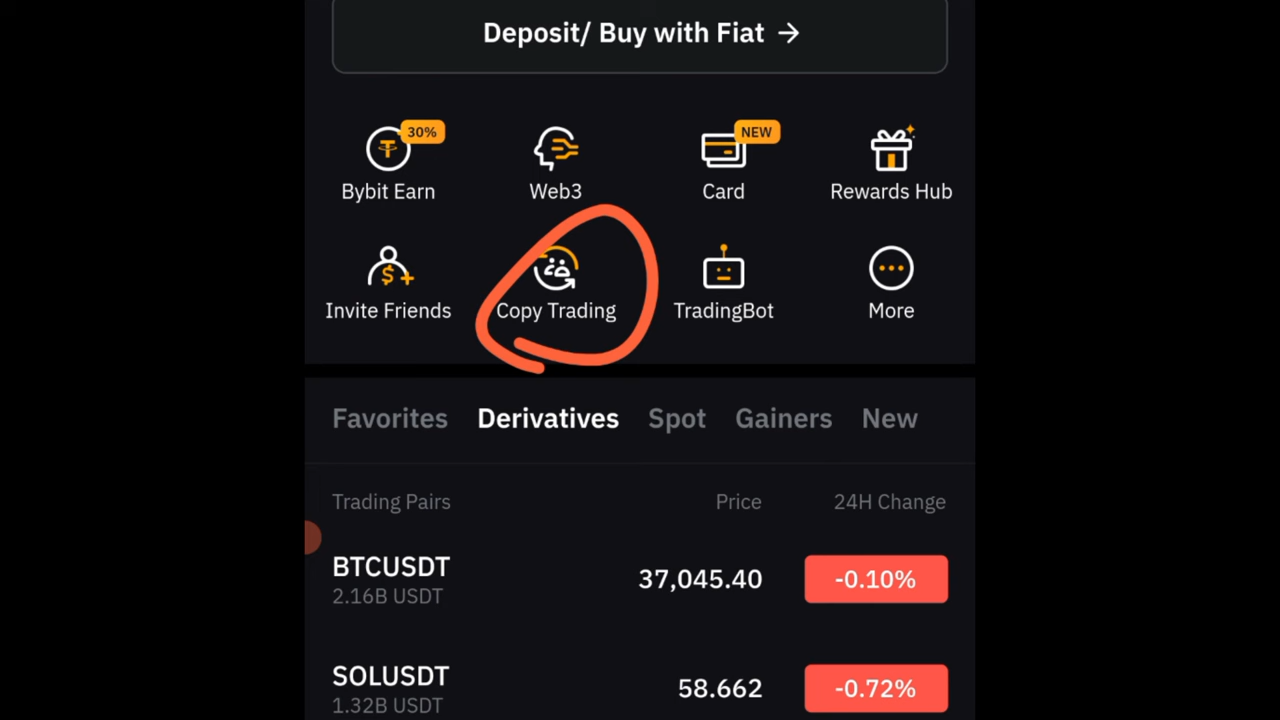 Deposit/ Buy with Fiat →
30% NEW
Bybit Earn Web3 Card Rewards Hub
Invite Friends Copy Trading TradingBot More
Favorites Derivatives Spot Gainers New
Trading Pairs Price 24H Change
BTCUSDT 37,045.40 -0.10%
2.16B USDT
SOLUSDT 58.662 -0.72%
1.32B USDT